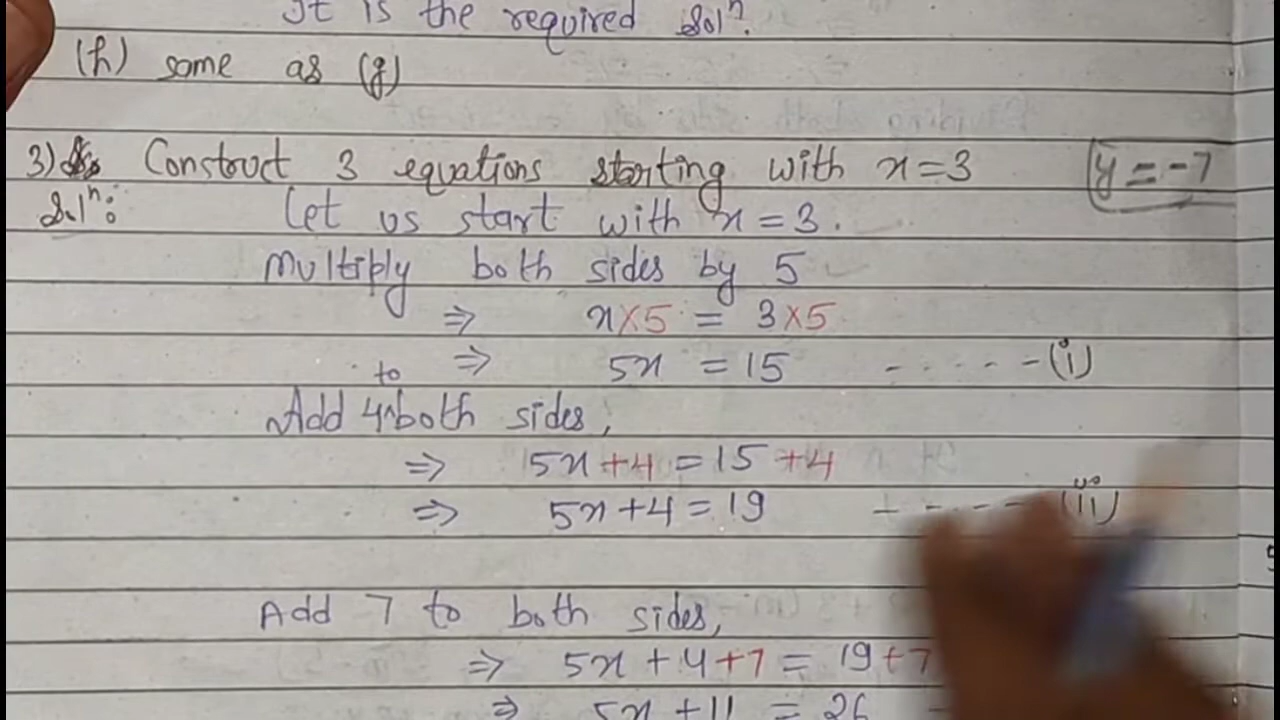 It is the required Solⁿ.
(h) same as (g)
3) Construct 3 equations starting with x=3 y=-7
Solⁿ: Let us start with x=3.
Multiply both sides by 5
⇒ x×5 = 3×5
⇒ 5x = 15 - - - - - -(i)
Add 4^to both sides,
⇒ 5x+4 = 15+4
⇒ 5x+4 = 19 - - - - - (ii)
Add 7 to both sides,
⇒ 5x + 4 +7 = 19+7
⇒ 5x + 11 = 26